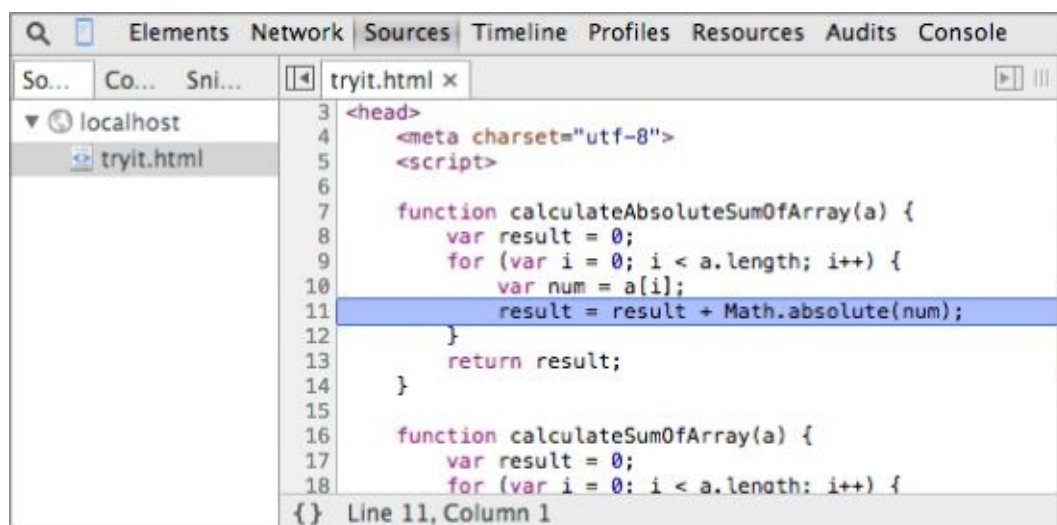 Elements Network Sources Timeline Profiles Resources Audits Console
So... Co... Sni... tryit.html ×
localhost
tryit.html
3 <head>
4     <meta charset="utf-8">
5     <script>
6
7     function calculateAbsoluteSumOfArray(a) {
8         var result = 0;
9         for (var i = 0; i < a.length; i++) {
10             var num = a[i];
11             result = result + Math.absolute(num);
12         }
13         return result;
14     }
15
16     function calculateSumOfArray(a) {
17         var result = 0;
18         for (var i = 0; i < a.length; i++) {
{} Line 11, Column 1